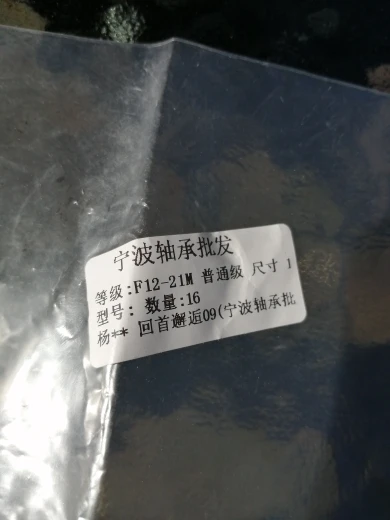 宁波轴承批发
等级:F12-21M 普通级 尺寸 1
型号: 数量:16
杨** 回首邂逅09(宁波轴承批